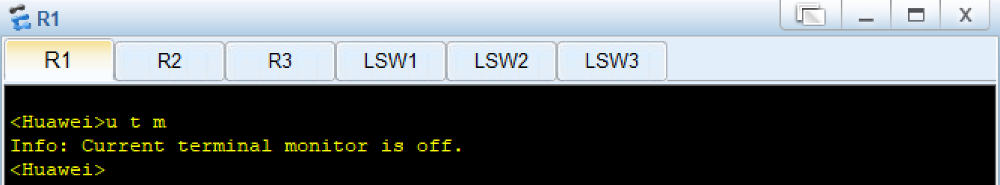 R1
R1 R2 R3 LSW1 LSW2 LSW3
<Huawei>u t m
Info: Current terminal monitor is off.
<Huawei>